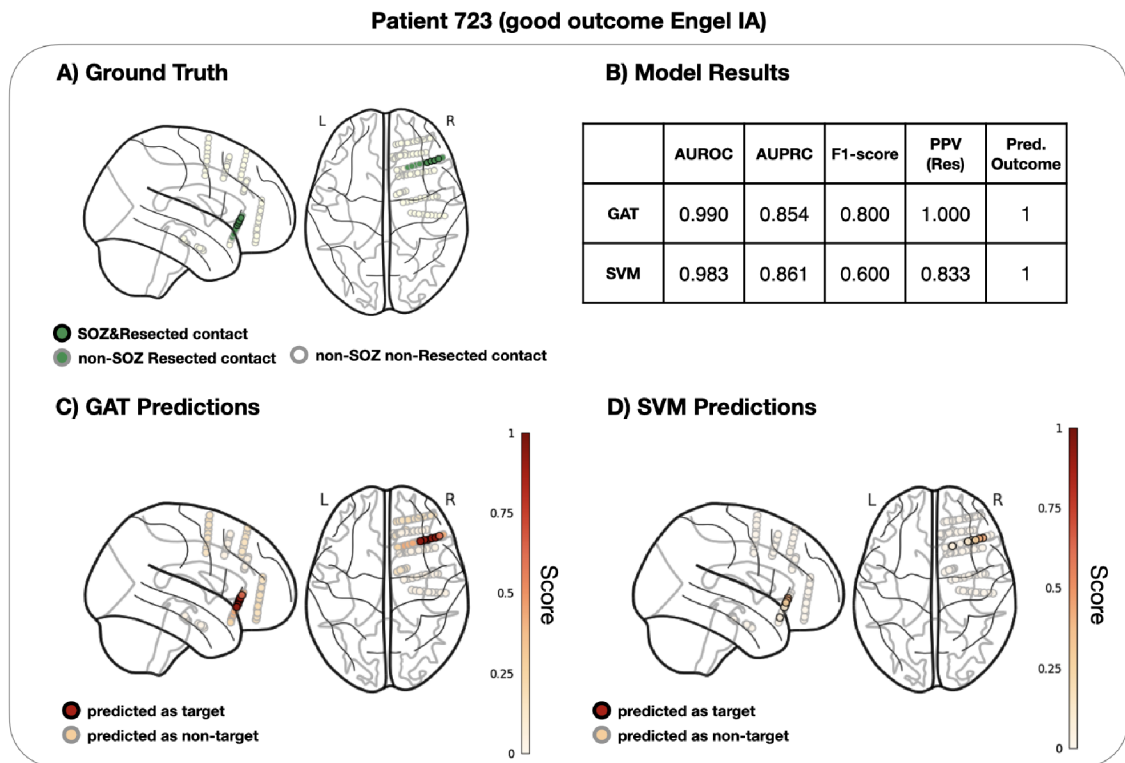 Patient 723 (good outcome Engel IA)
A) Ground Truth
L R
SOZ&Resected contact
non-SOZ Resected contact
non-SOZ non-Resected contact
B) Model Results
AUROC AUPRC F1-score PPV (Res) Pred. Outcome
GAT 0.990 0.854 0.800 1.000 1
SVM 0.983 0.861 0.600 0.833 1
C) GAT Predictions
L R
1
0.75
0.5
0.25
0
Score
predicted as target
predicted as non-target
D) SVM Predictions
L R
1
0.75
0.5
0.25
0
Score
predicted as target
predicted as non-target